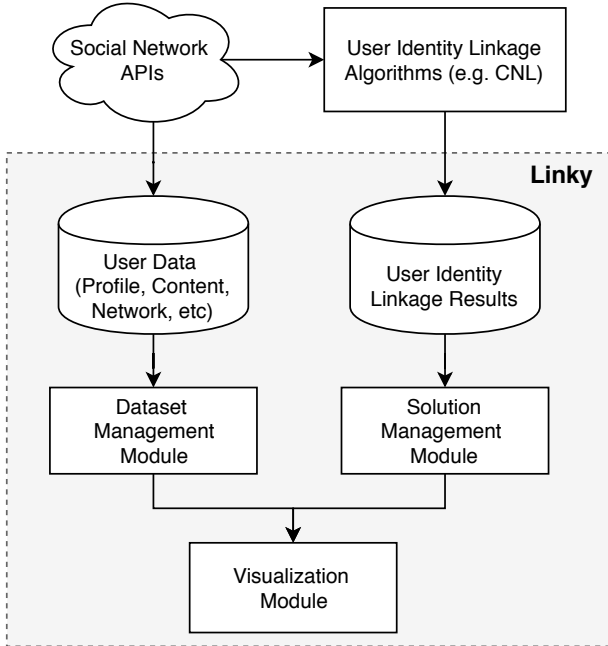 Social Network
APIs
User Identity Linkage
Algorithms (e.g. CNL)
Linky
User Data
(Profile, Content,
Network, etc)
User Identity
Linkage Results
Dataset
Management
Module
Solution
Management
Module
Visualization
Module